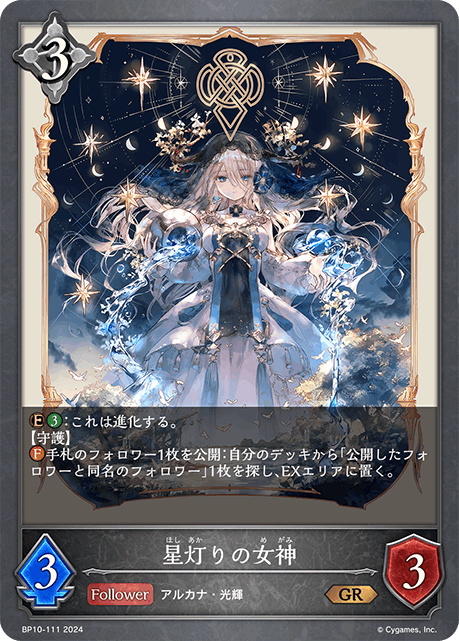 3
E 3:これは進化する。
【守護】
F 手札のフォロワー1枚を公開:自分のデッキから「公開したフォ
ロワーと同名のフォロワー」1枚を探し、EXエリアに置く。
ほし あか めがみ
星灯りの女神
3
Follower アルカナ・光輝
GR
3
BP10-111 2024
© Cygames, Inc.